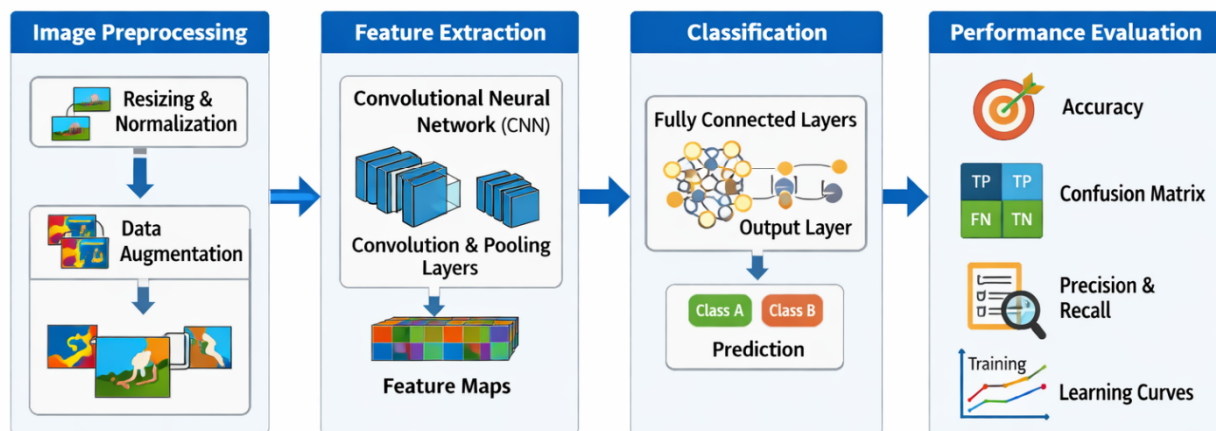 Image Preprocessing
Resizing &
Normalization
Data
Augmentation
Feature Extraction
Convolutional Neural
Network (CNN)
Convolution & Pooling
Layers
Feature Maps
Classification
Fully Connected Layers
Output Layer
Class A
Class B
Prediction
Performance Evaluation
Accuracy
TP TP
FN TN
Confusion Matrix
Precision &
Recall
Training
Learning Curves